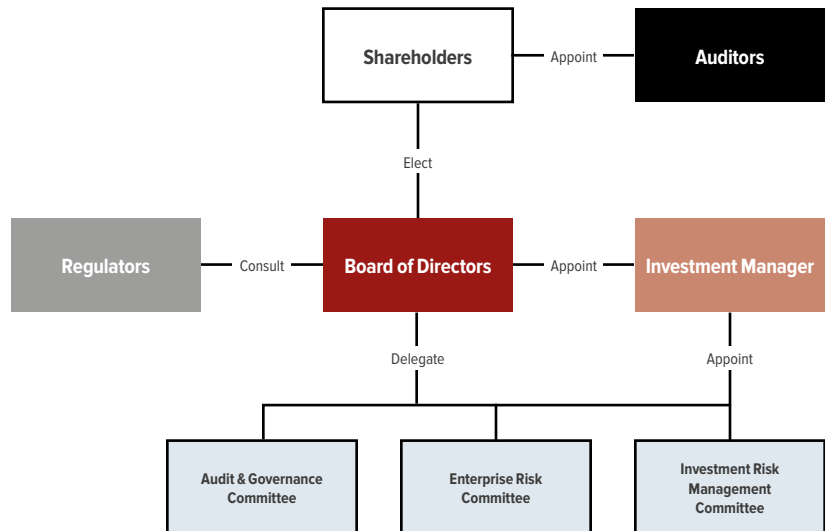 Shareholders
Appoint
Auditors
Elect
Regulators
Consult
Board of Directors
Appoint
Investment Manager
Delegate
Appoint
Audit & Governance
Committee
Enterprise Risk
Committee
Investment Risk
Management
Committee